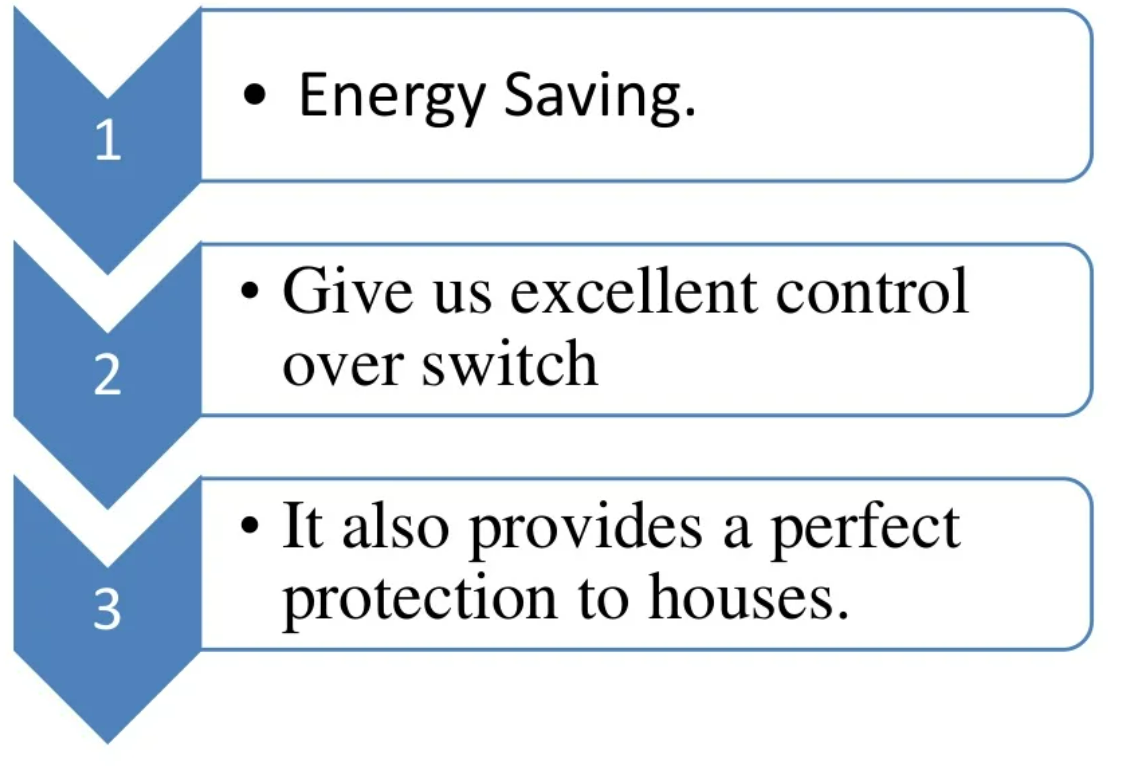 1
• Energy Saving.
2
• Give us excellent control
over switch
3
• It also provides a perfect
protection to houses.